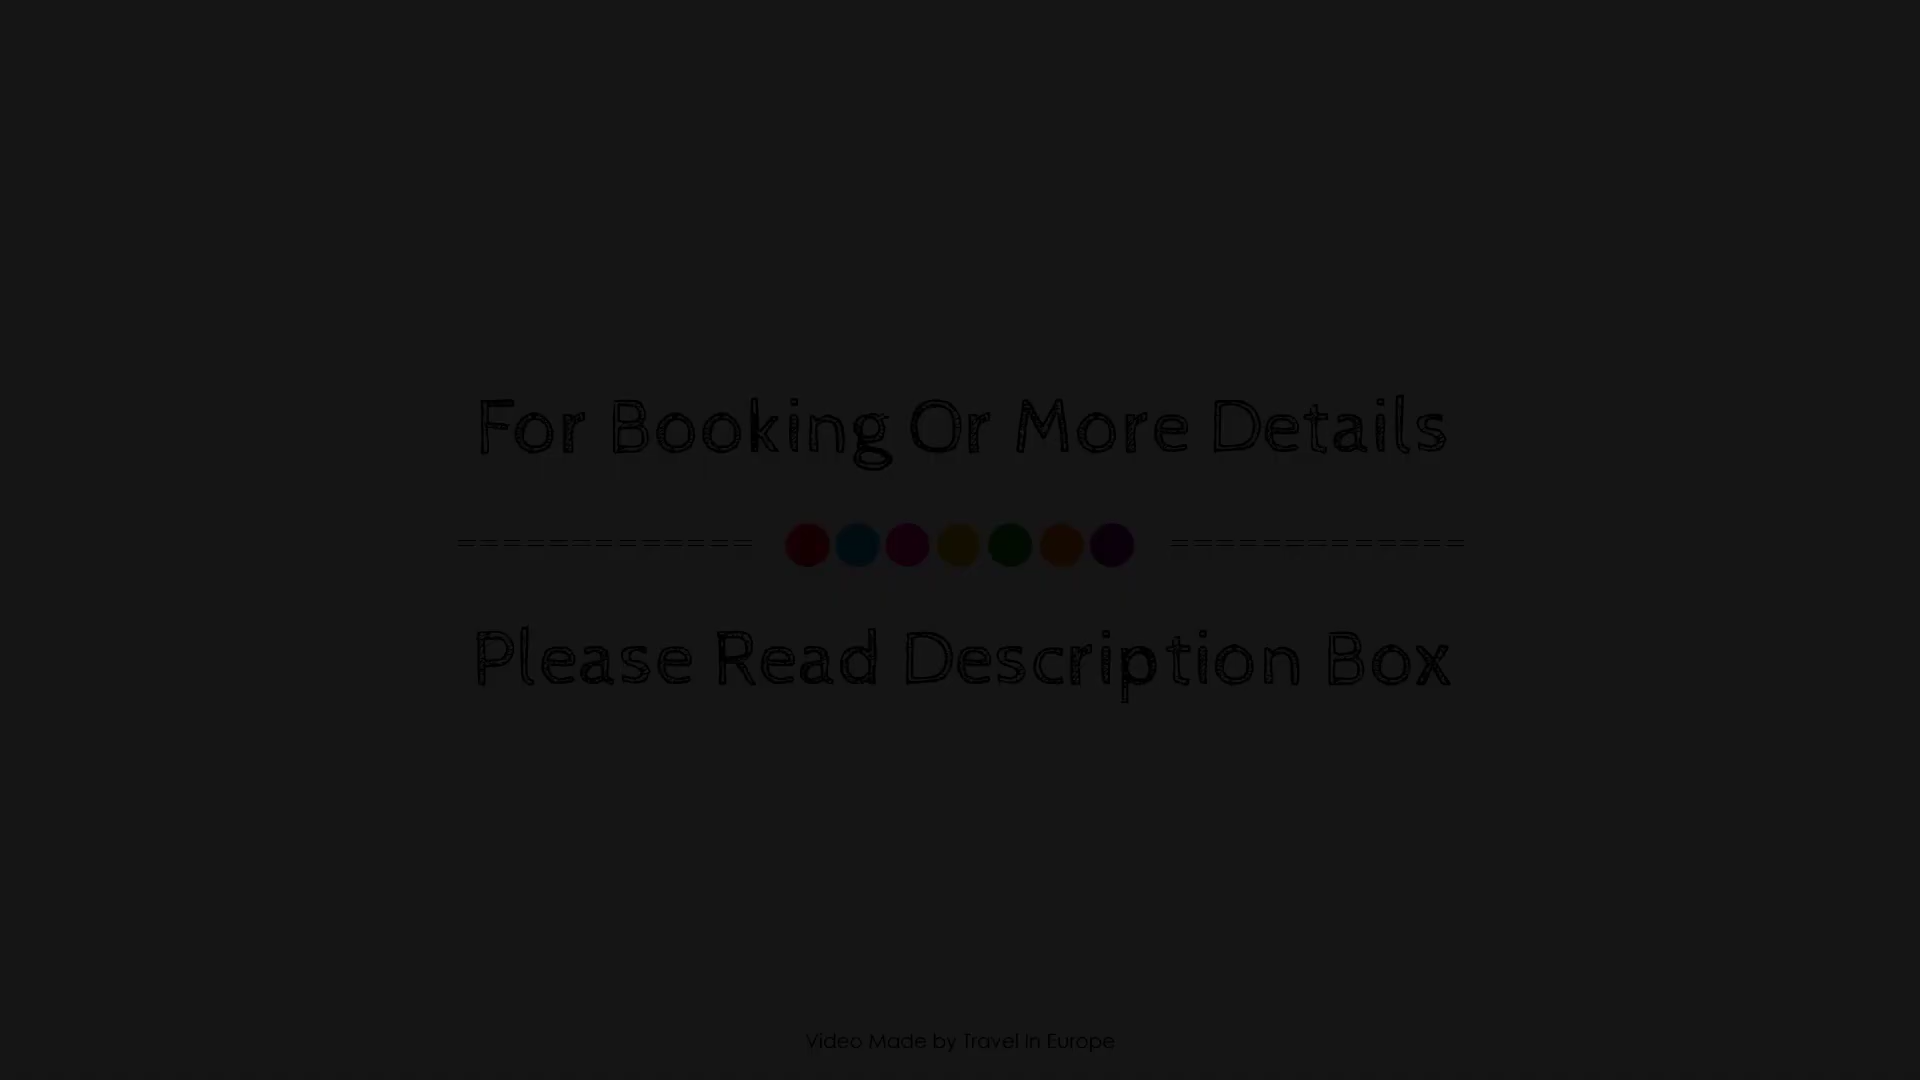 For Booking Or More Details
============= =============
Please Read Description Box
Video Made by Travel In Europe